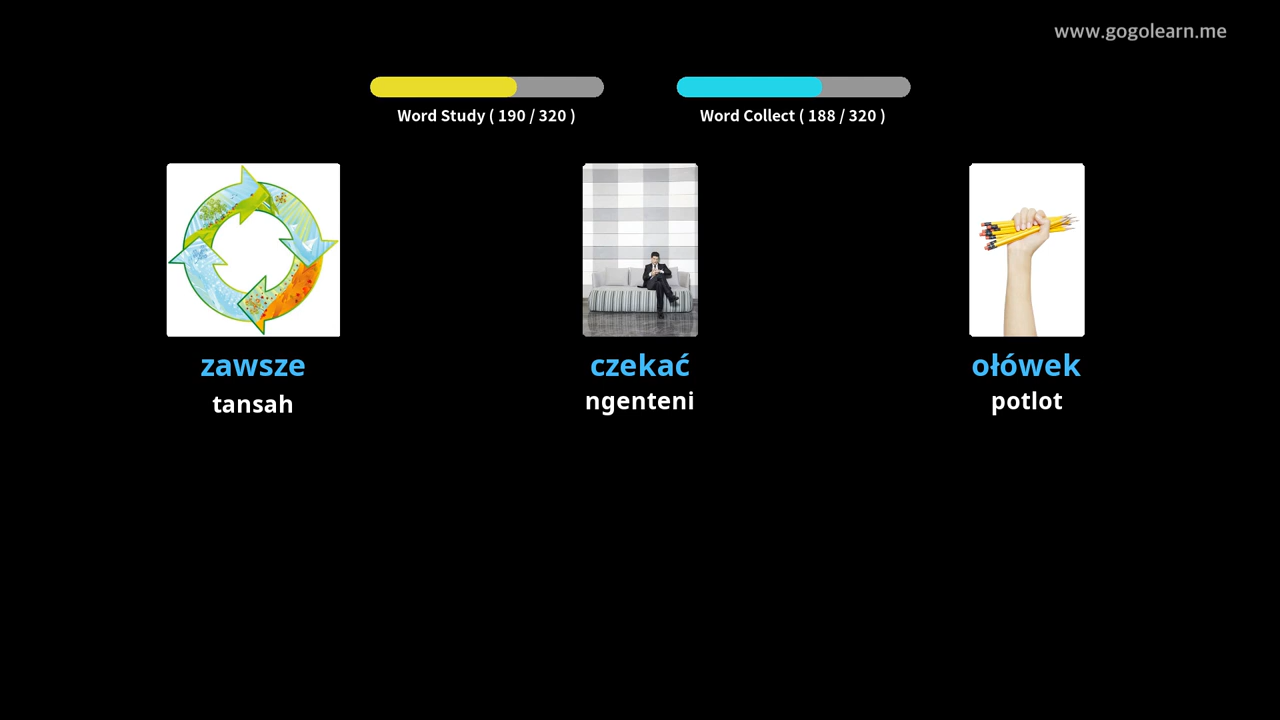 www.gogolearn.me
Word Study ( 190 / 320 )
Word Collect ( 188 / 320 )
zawsze
tansah
czekać
ngenteni
ołówek
potlot